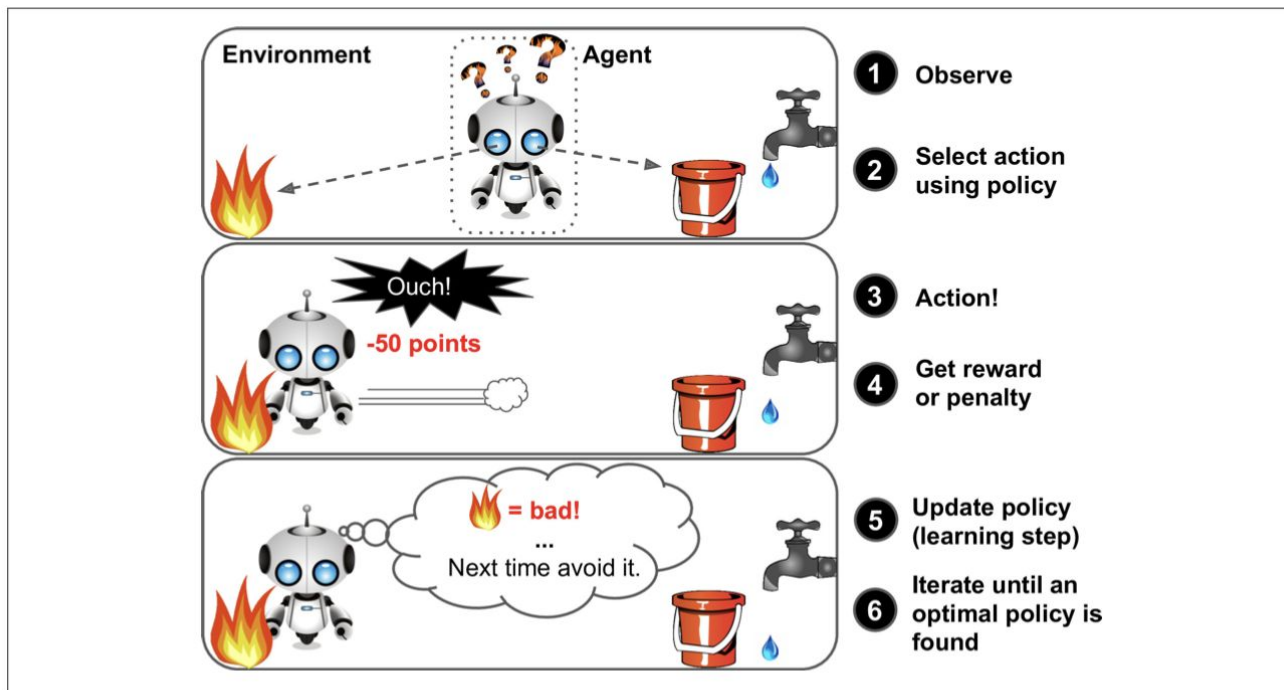 Environment
Agent
? ? ?
1 Observe
2 Select action
using policy
Ouch!
-50 points
3 Action!
4 Get reward
or penalty
= bad!
...
Next time avoid it.
5 Update policy
(learning step)
6 Iterate until an
optimal policy is
found